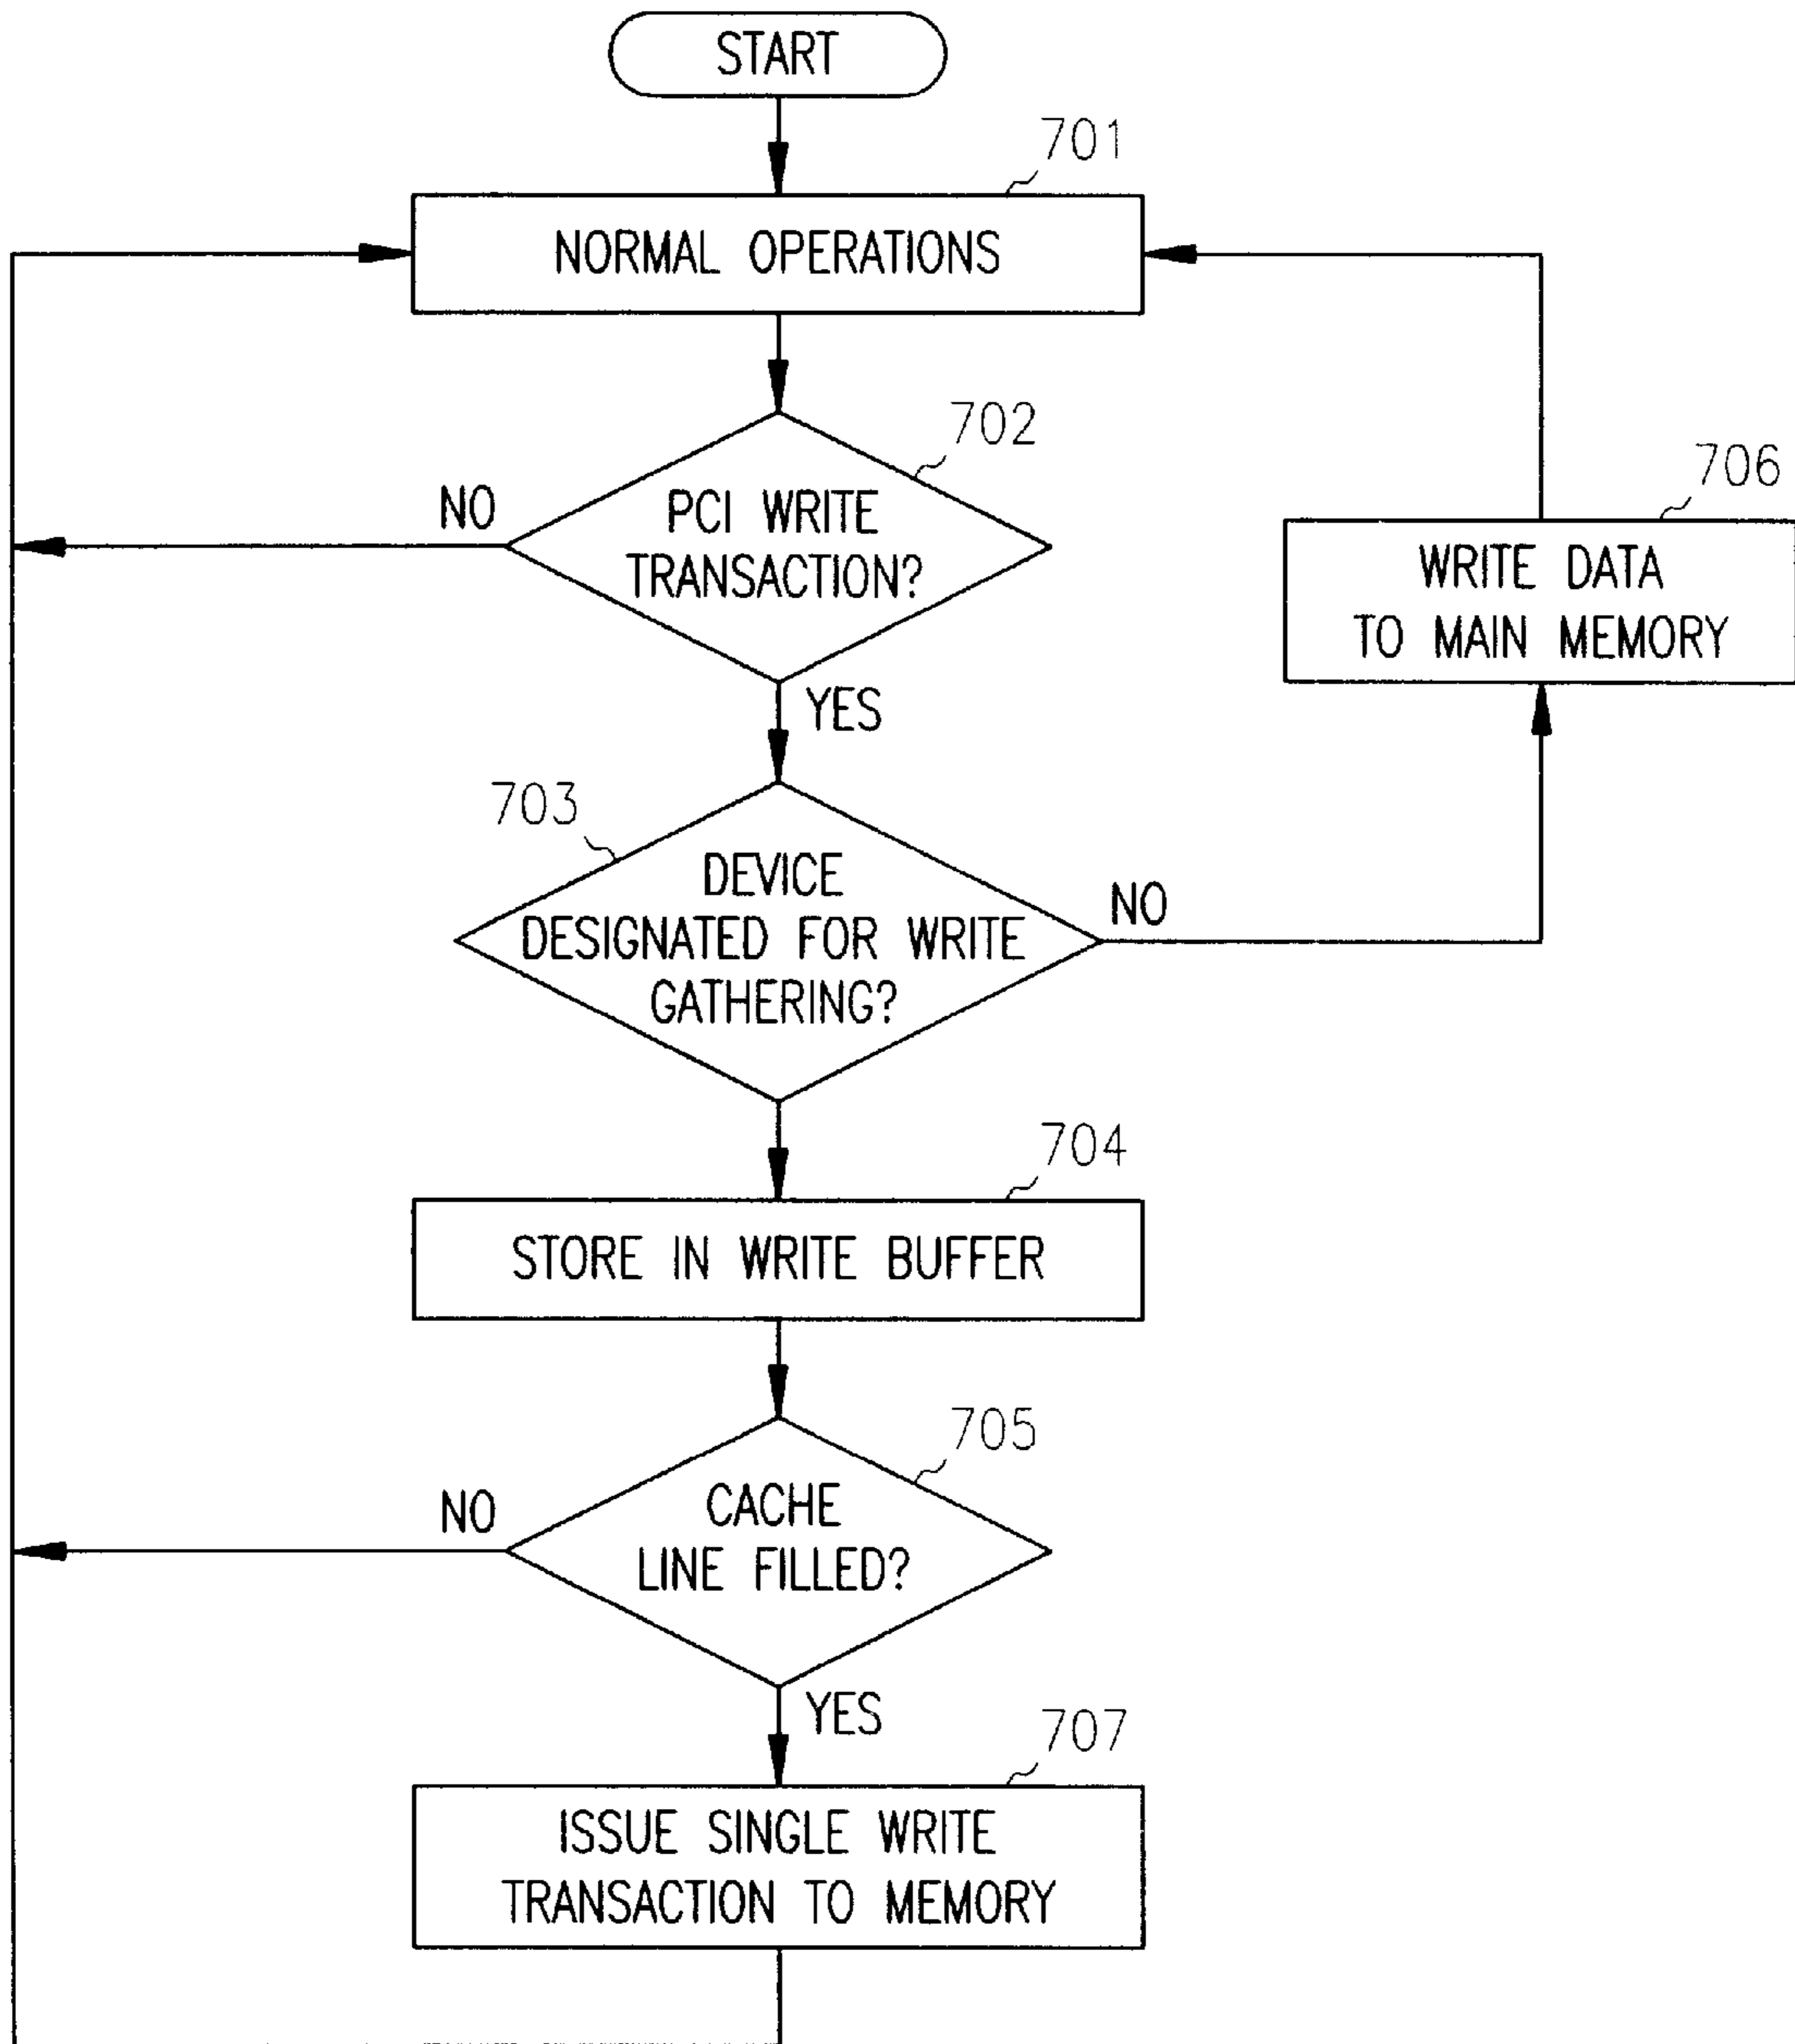 START
701
NORMAL OPERATIONS
702
NO
PCI WRITE
TRANSACTION?
706
WRITE DATA
TO MAIN MEMORY
YES
703
DEVICE
DESIGNATED FOR WRITE
GATHERING?
NO
704
STORE IN WRITE BUFFER
705
NO
CACHE
LINE FILLED?
YES
707
ISSUE SINGLE WRITE
TRANSACTION TO MEMORY